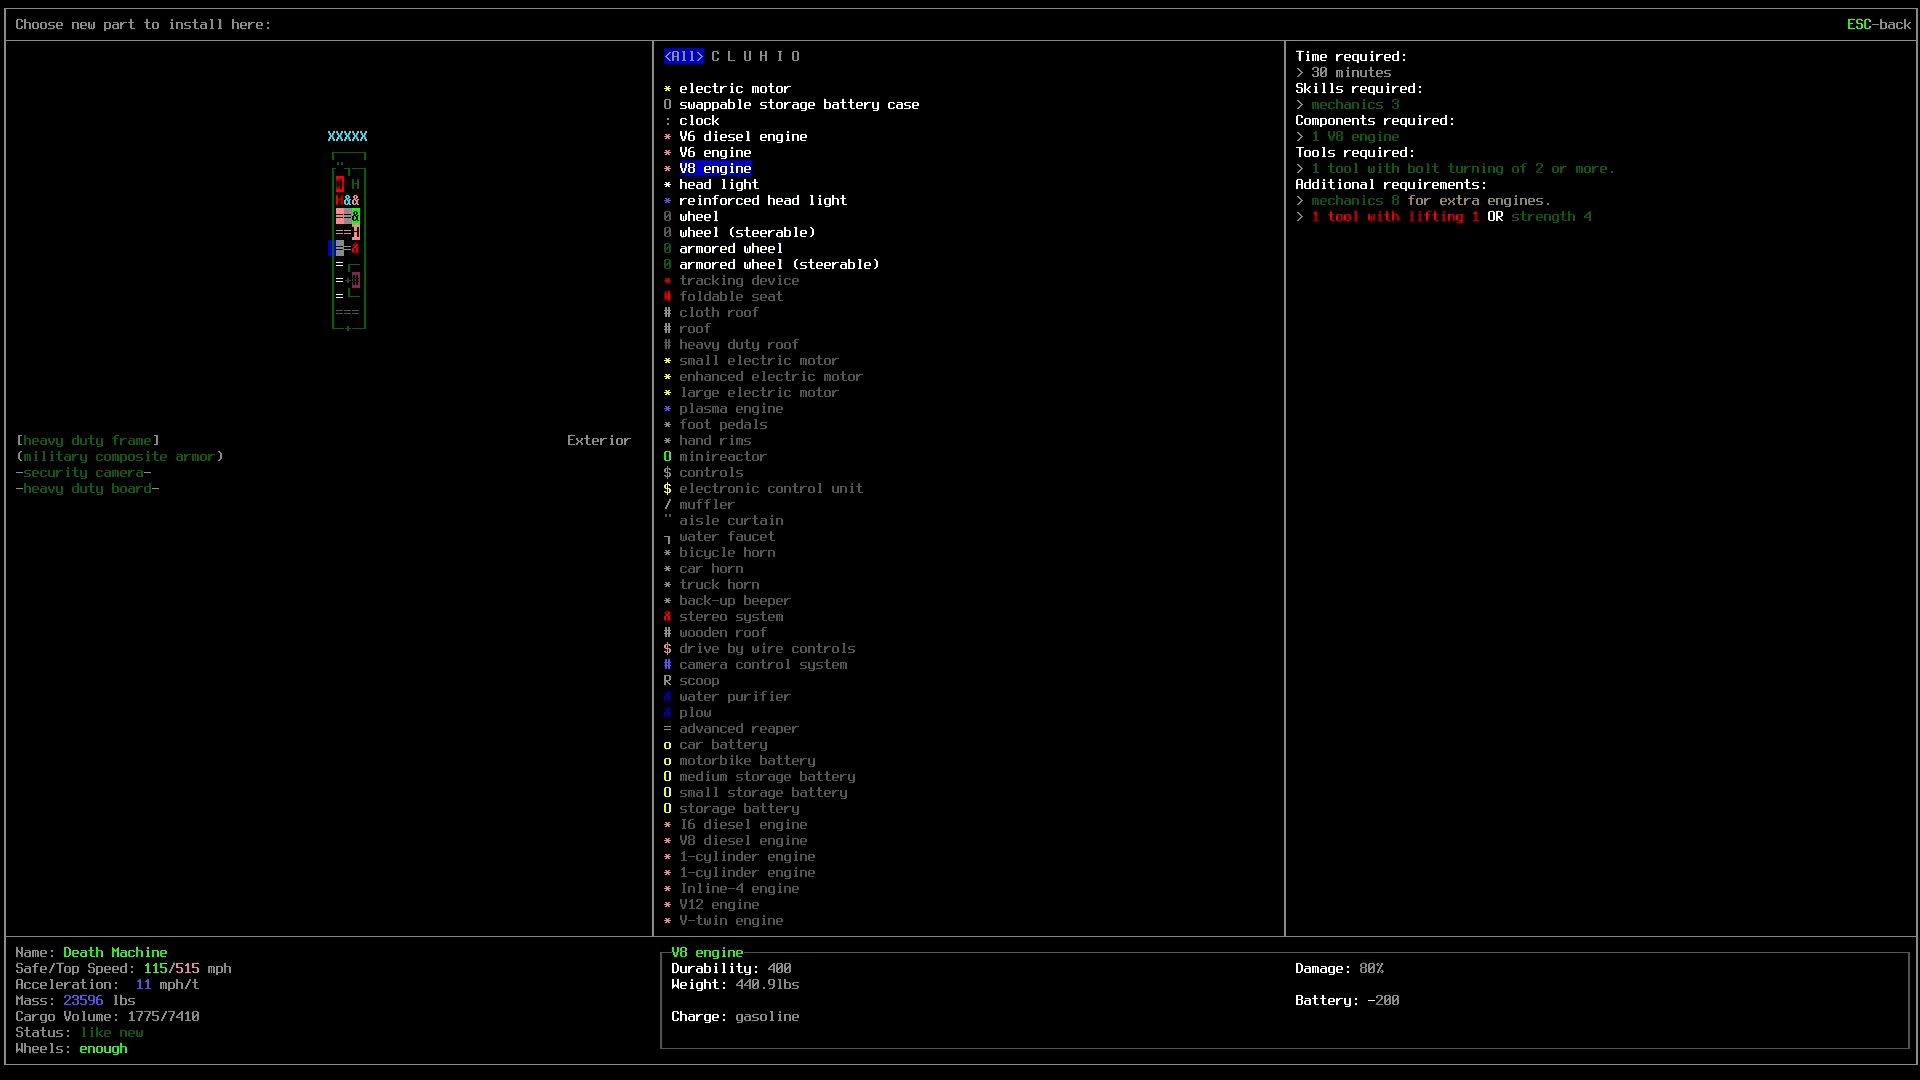 Choose new part to install here:
ESC-back
<All> C L U H I O
* electric motor
O swappable storage battery case
: clock
* V6 diesel engine
* V6 engine
* V8 engine
* head light
* reinforced head light
0 wheel
0 wheel (steerable)
0 armored wheel
0 armored wheel (steerable)
* tracking device
# foldable seat
# cloth roof
# roof
# heavy duty roof
* small electric motor
* enhanced electric motor
* large electric motor
* plasma engine
* foot pedals
* hand rims
O minireactor
$ controls
$ electronic control unit
/ muffler
" aisle curtain
┐ water faucet
* bicycle horn
* car horn
* truck horn
* back-up beeper
& stereo system
# wooden roof
$ drive by wire controls
# camera control system
R scoop
& water purifier
& plow
= advanced reaper
o car battery
o motorbike battery
O medium storage battery
O small storage battery
O storage battery
* I6 diesel engine
* V8 diesel engine
* 1-cylinder engine
* 1-cylinder engine
* Inline-4 engine
* V12 engine
* V-twin engine
Time required:
> 30 minutes
Skills required:
> mechanics 3
Components required:
> 1 V8 engine
Tools required:
> 1 tool with bolt turning of 2 or more.
Additional requirements:
> mechanics 8 for extra engines.
> 1 tool with lifting 1 OR strength 4
XXXXX
[heavy duty frame]
Exterior
(military composite armor)
-security camera-
-heavy duty board-
Name: Death Machine
Safe/Top Speed: 115/515 mph
Acceleration: 11 mph/t
Mass: 23596 lbs
Cargo Volume: 1775/7410
Status: like new
Wheels: enough
V8 engine
Durability: 400
Damage: 80%
Weight: 440.9lbs
Battery: -200
Charge: gasoline